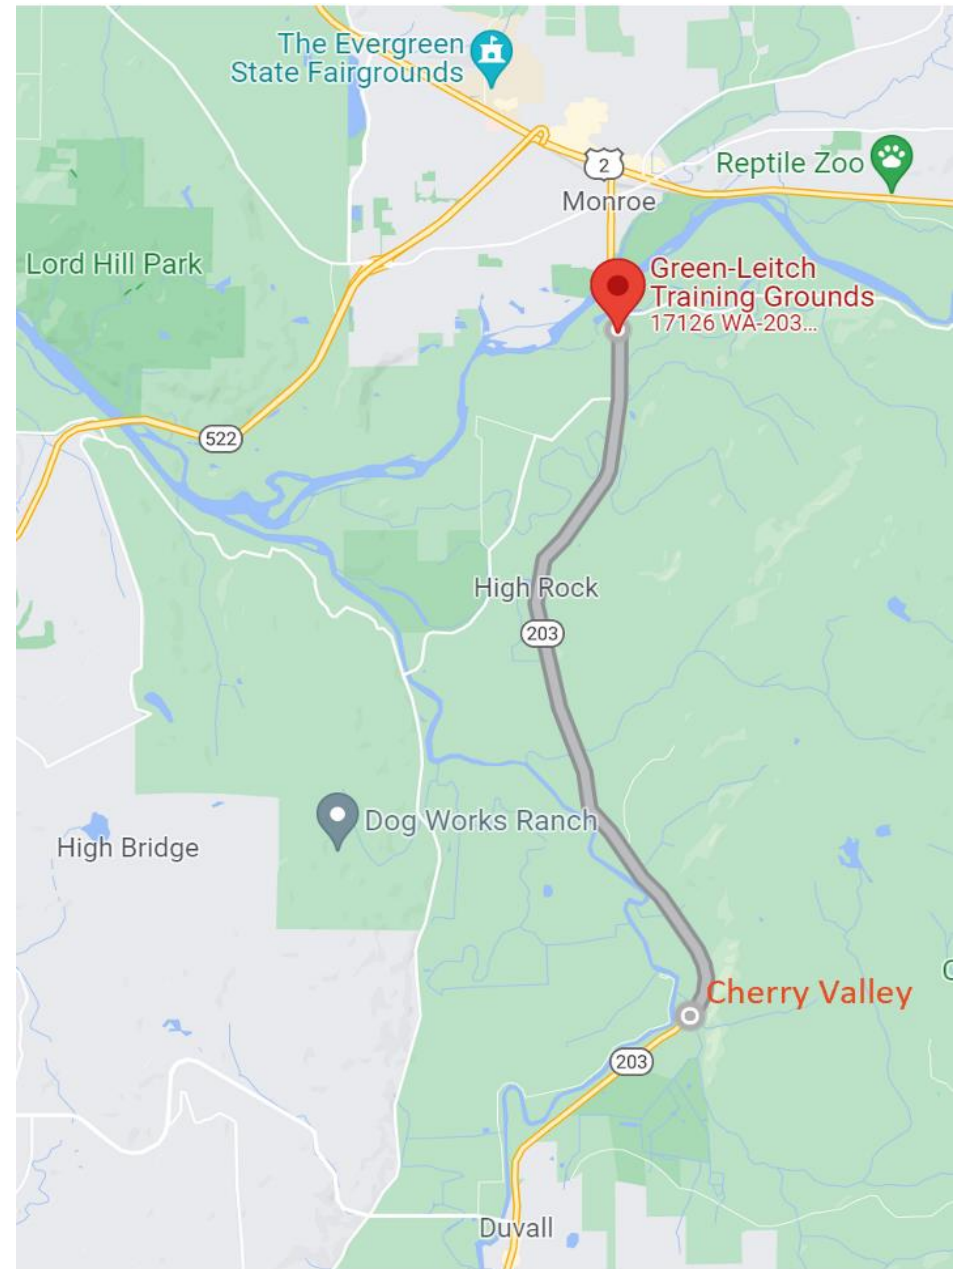 The Evergreen
State Fairgrounds
2
Reptile Zoo
Monroe
Lord Hill Park
Green-Leitch
Training Grounds
17126 WA-203...
522
High Rock
203
Dog Works Ranch
High Bridge
Cherry Valley
203
Duvall